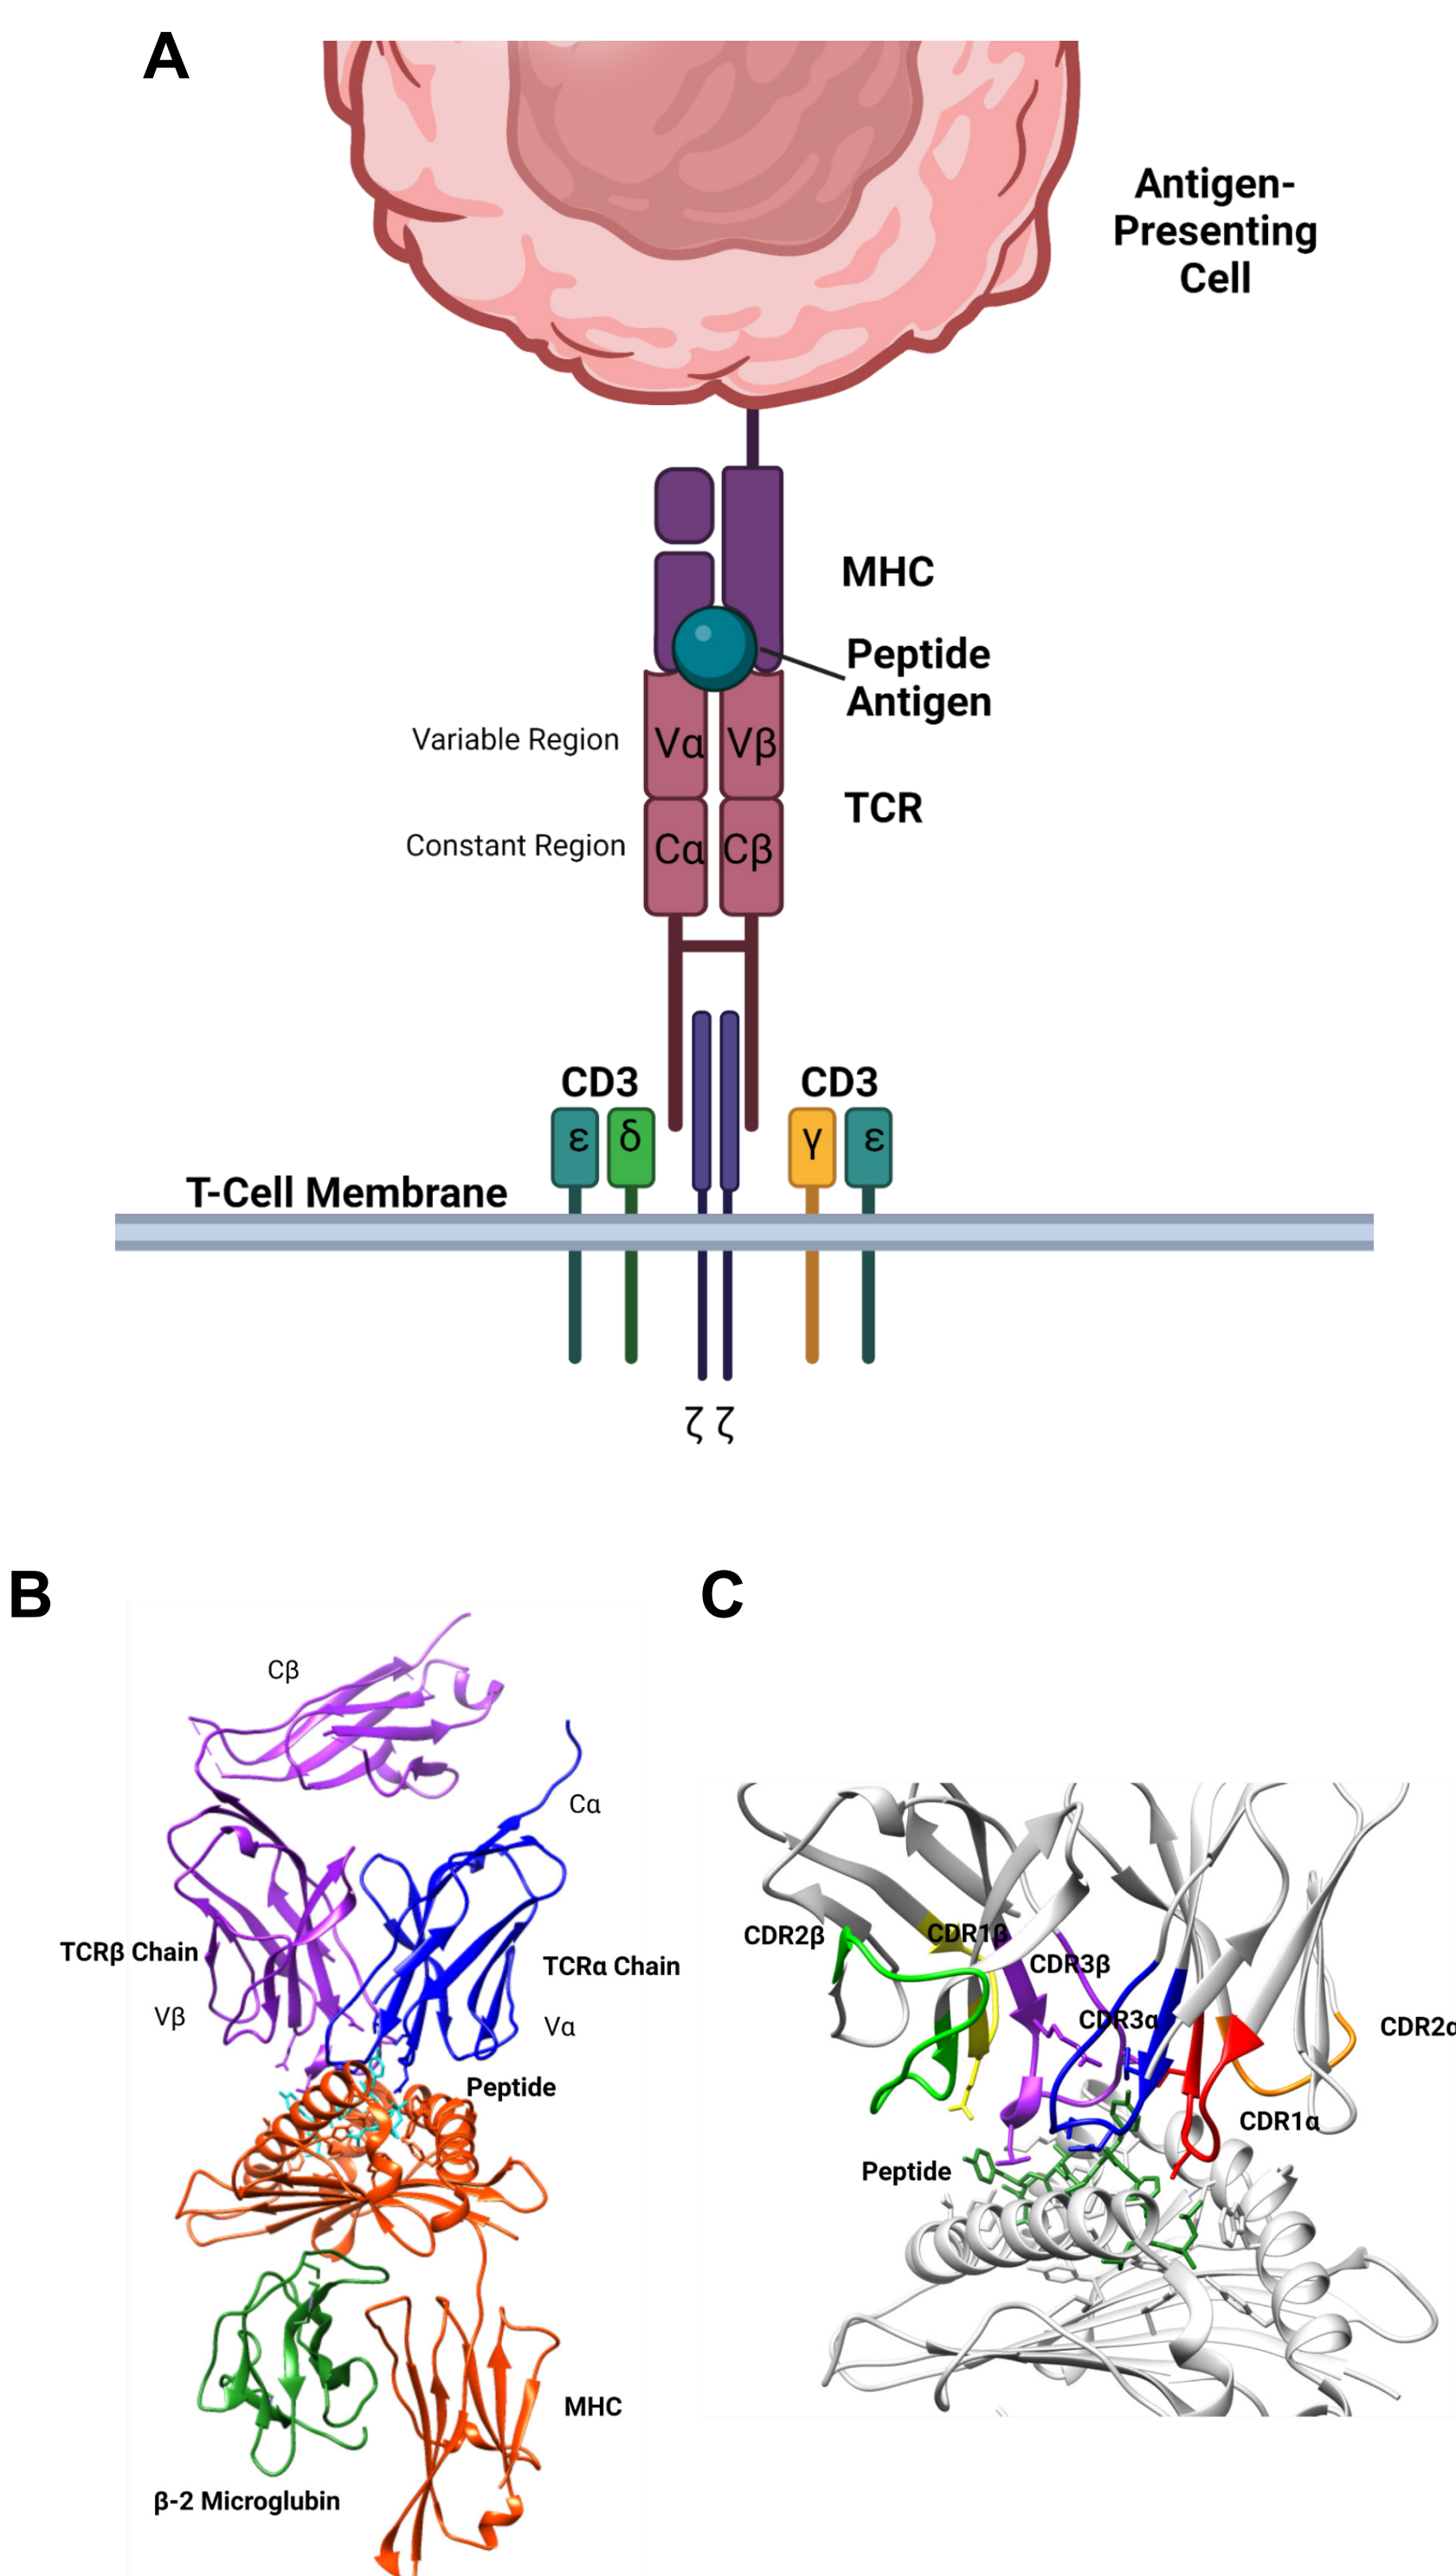 A
Antigen-
Presenting
Cell
MHC
Peptide
Antigen
Variable Region
Vα Vβ
TCR
Constant Region
Cα Cβ
CD3
CD3
ε δ
γ ε
T-Cell Membrane
ζ ζ
B
C
Cβ
Cα
TCRβ Chain
TCRα Chain
Vβ
Vα
Peptide
MHC
β-2 Microglubin
CDR2β
CDR1β
CDR3β
CDR3α
CDR2α
CDR1α
Peptide